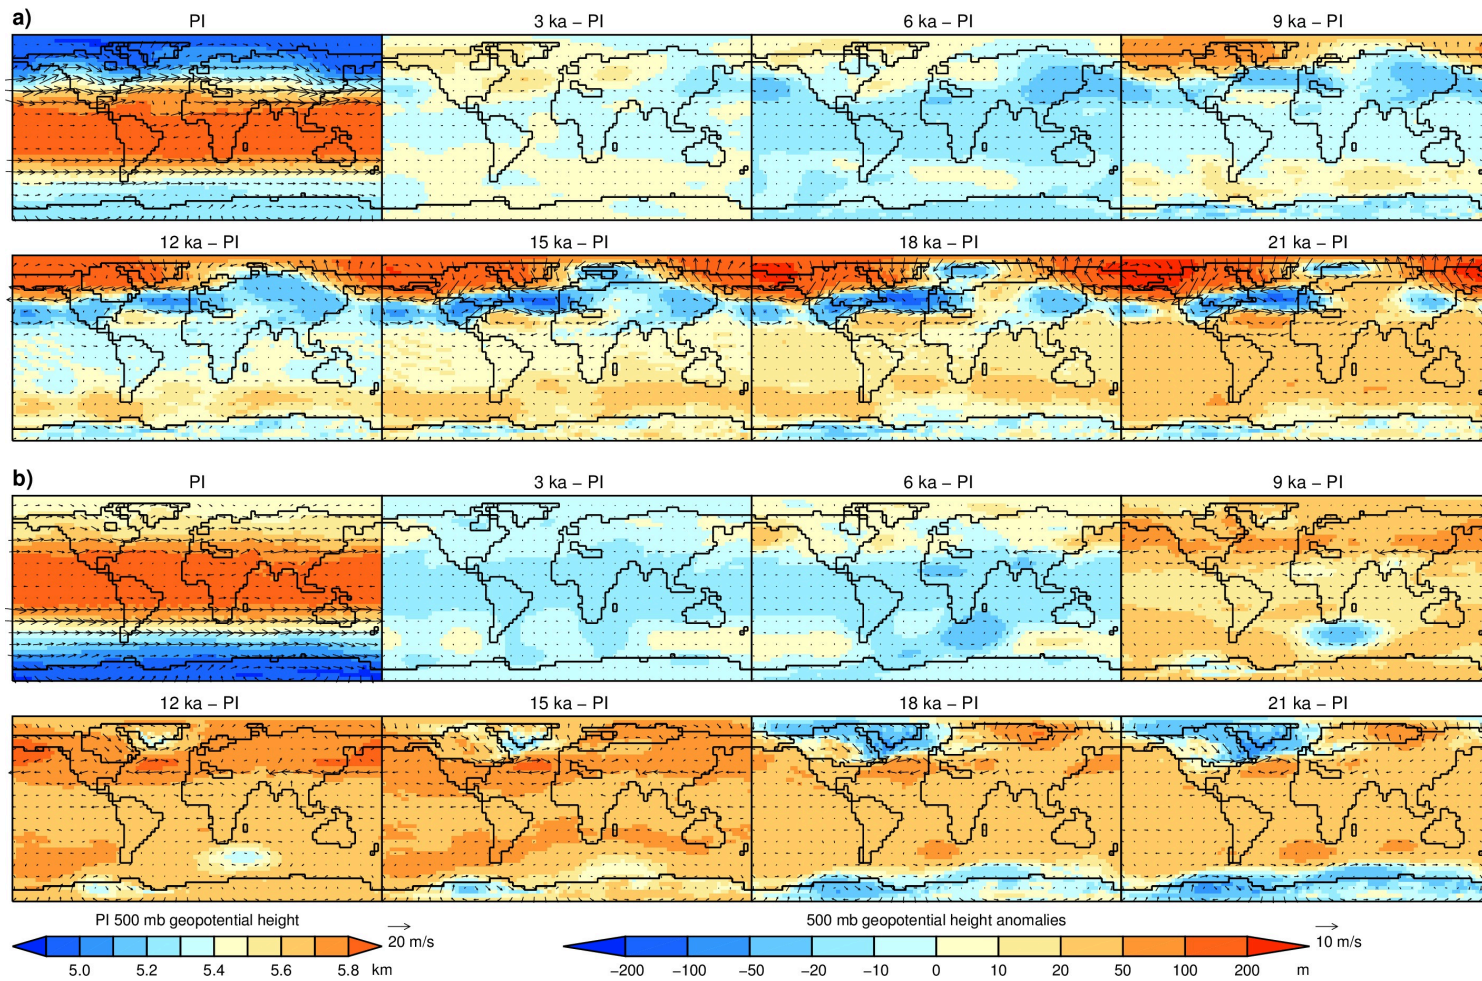 a)
PI
3 ka – PI
6 ka – PI
9 ka – PI
12 ka – PI
15 ka – PI
18 ka – PI
21 ka – PI
b)
PI
3 ka – PI
6 ka – PI
9 ka – PI
12 ka – PI
15 ka – PI
18 ka – PI
21 ka – PI
PI 500 mb geopotential height
20 m/s
5.0 5.2 5.4 5.6 5.8 km
500 mb geopotential height anomalies
10 m/s
−200 −100 −50 −20 −10 0 10 20 50 100 200 m